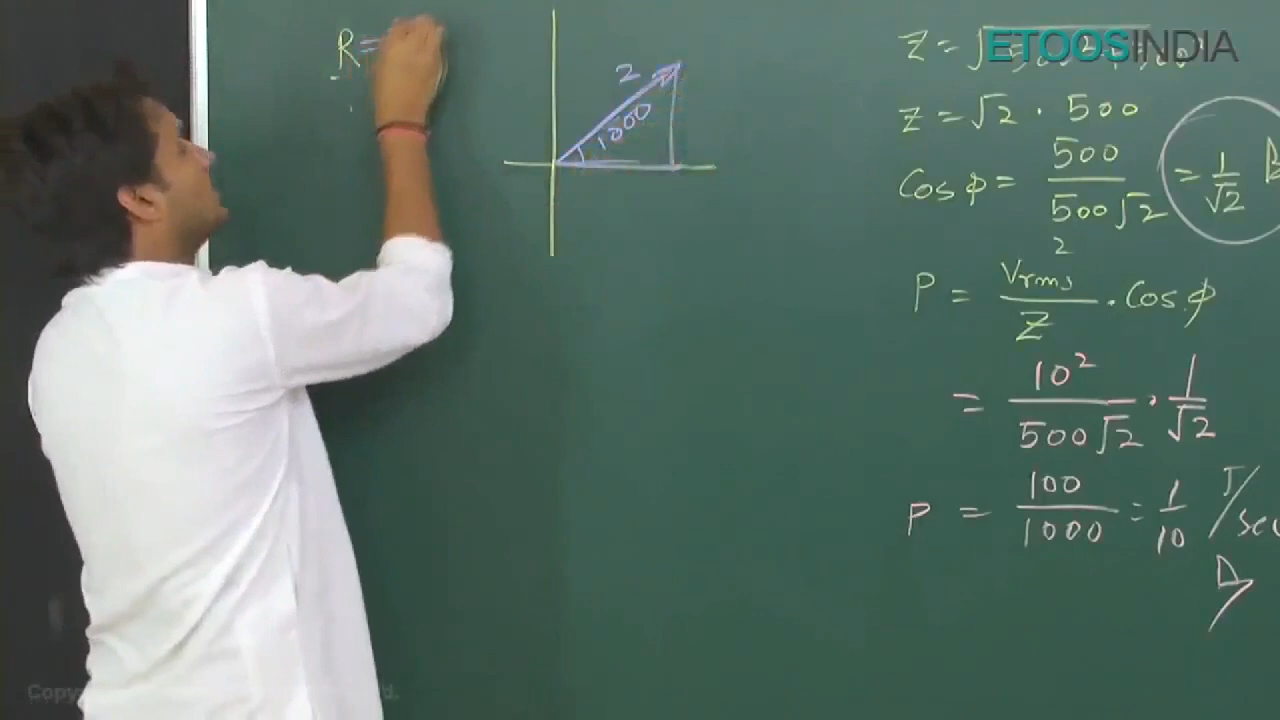 R =
2
1000
Z = √
ETOOSINDIA
Z = √2 · 500
Cos φ = 500 / 500√2 = 1/√2
2
P = Vrms / Z · Cos φ
= 10² / 500√2 · 1/√2
P = 100 / 1000 = 1/10 J/sec